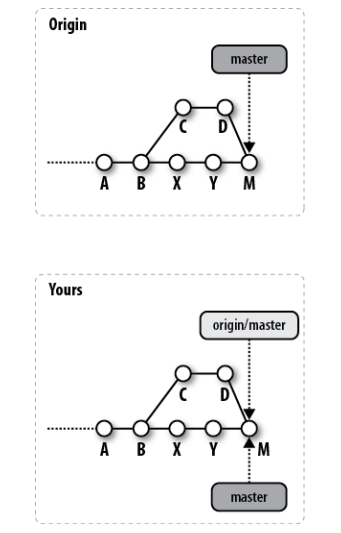 Origin
master
C D
A B X Y M
Yours
origin/master
C D
A B X Y M
master